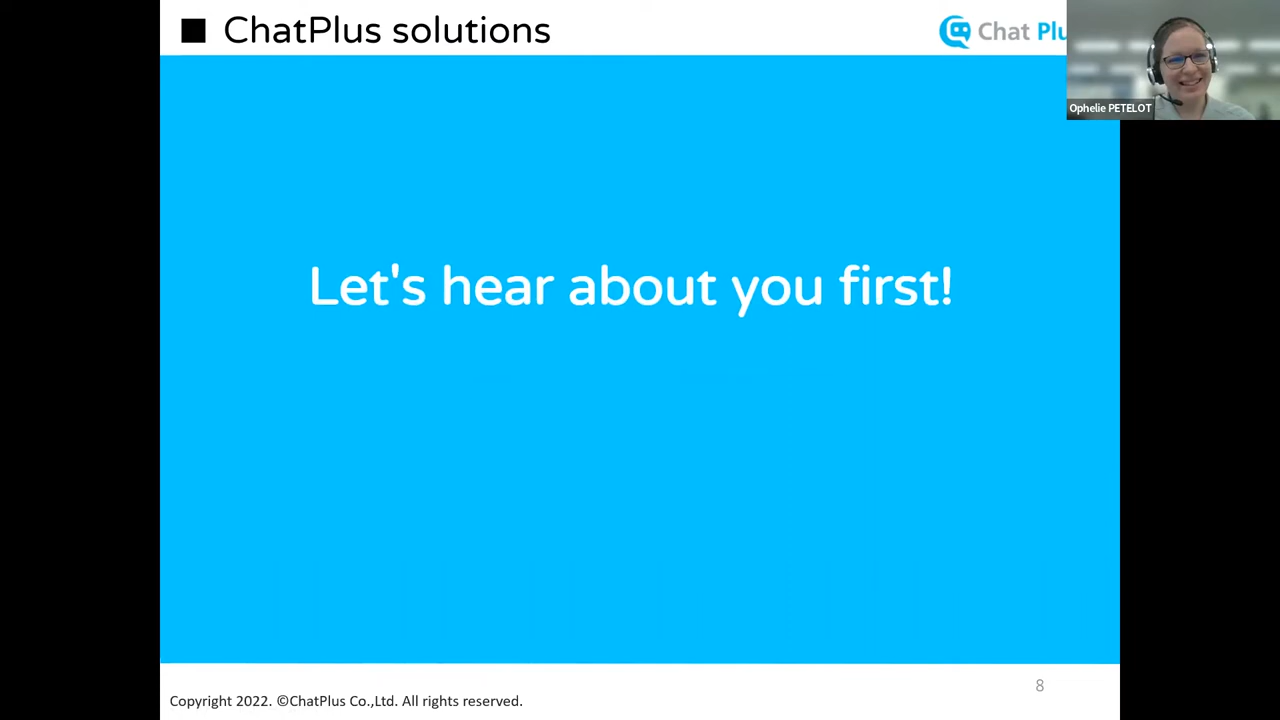 ChatPlus solutions
Chat Plu
Ophelie PETELOT
Let's hear about you first!
8
Copyright 2022. ©ChatPlus Co.,Ltd. All rights reserved.